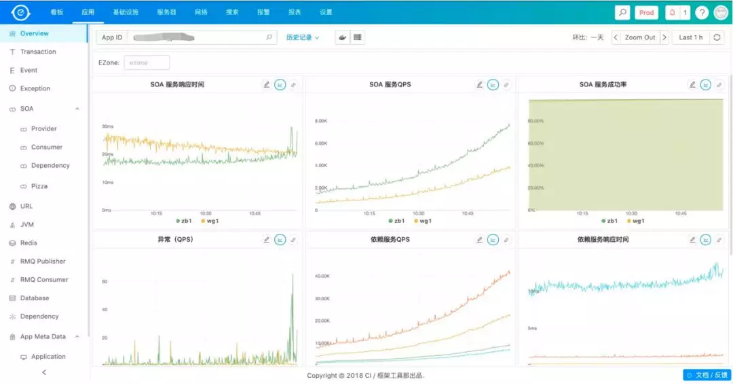 看板 应用 基础设施 服务器 网络 搜索 报警 报表 设置 Prod 1
Overview
Transaction
Event
Exception
SOA
Provider
Consumer
Dependency
Pizza
URL
JVM
Redis
RMQ Publisher
RMQ Consumer
Database
Dependency
App Meta Data
Application
App ID 历史记录 环比: 一天 Zoom Out Last 1 h
EZone: ezone
SOA 服务响应时间
30ms
20ms
10ms
0ms
10:15 10:30 10:45
zb1 wg1
SOA 服务QPS
8.00K
6.00K
4.00K
2.00K
0
10:15 10:30 10:45
zb1 wg1
SOA 服务成功率
80.00%
60.00%
40.00%
20.00%
0%
10:15 10:30 10:45
zb1 wg1
异常（QPS）
依赖服务QPS
40.00K
30.00K
20.00K
10.00K
0
依赖服务响应时间
10ms
5ms
0ms
Copyright @ 2018 CI / 框架工具部出品.
文档 / 反馈